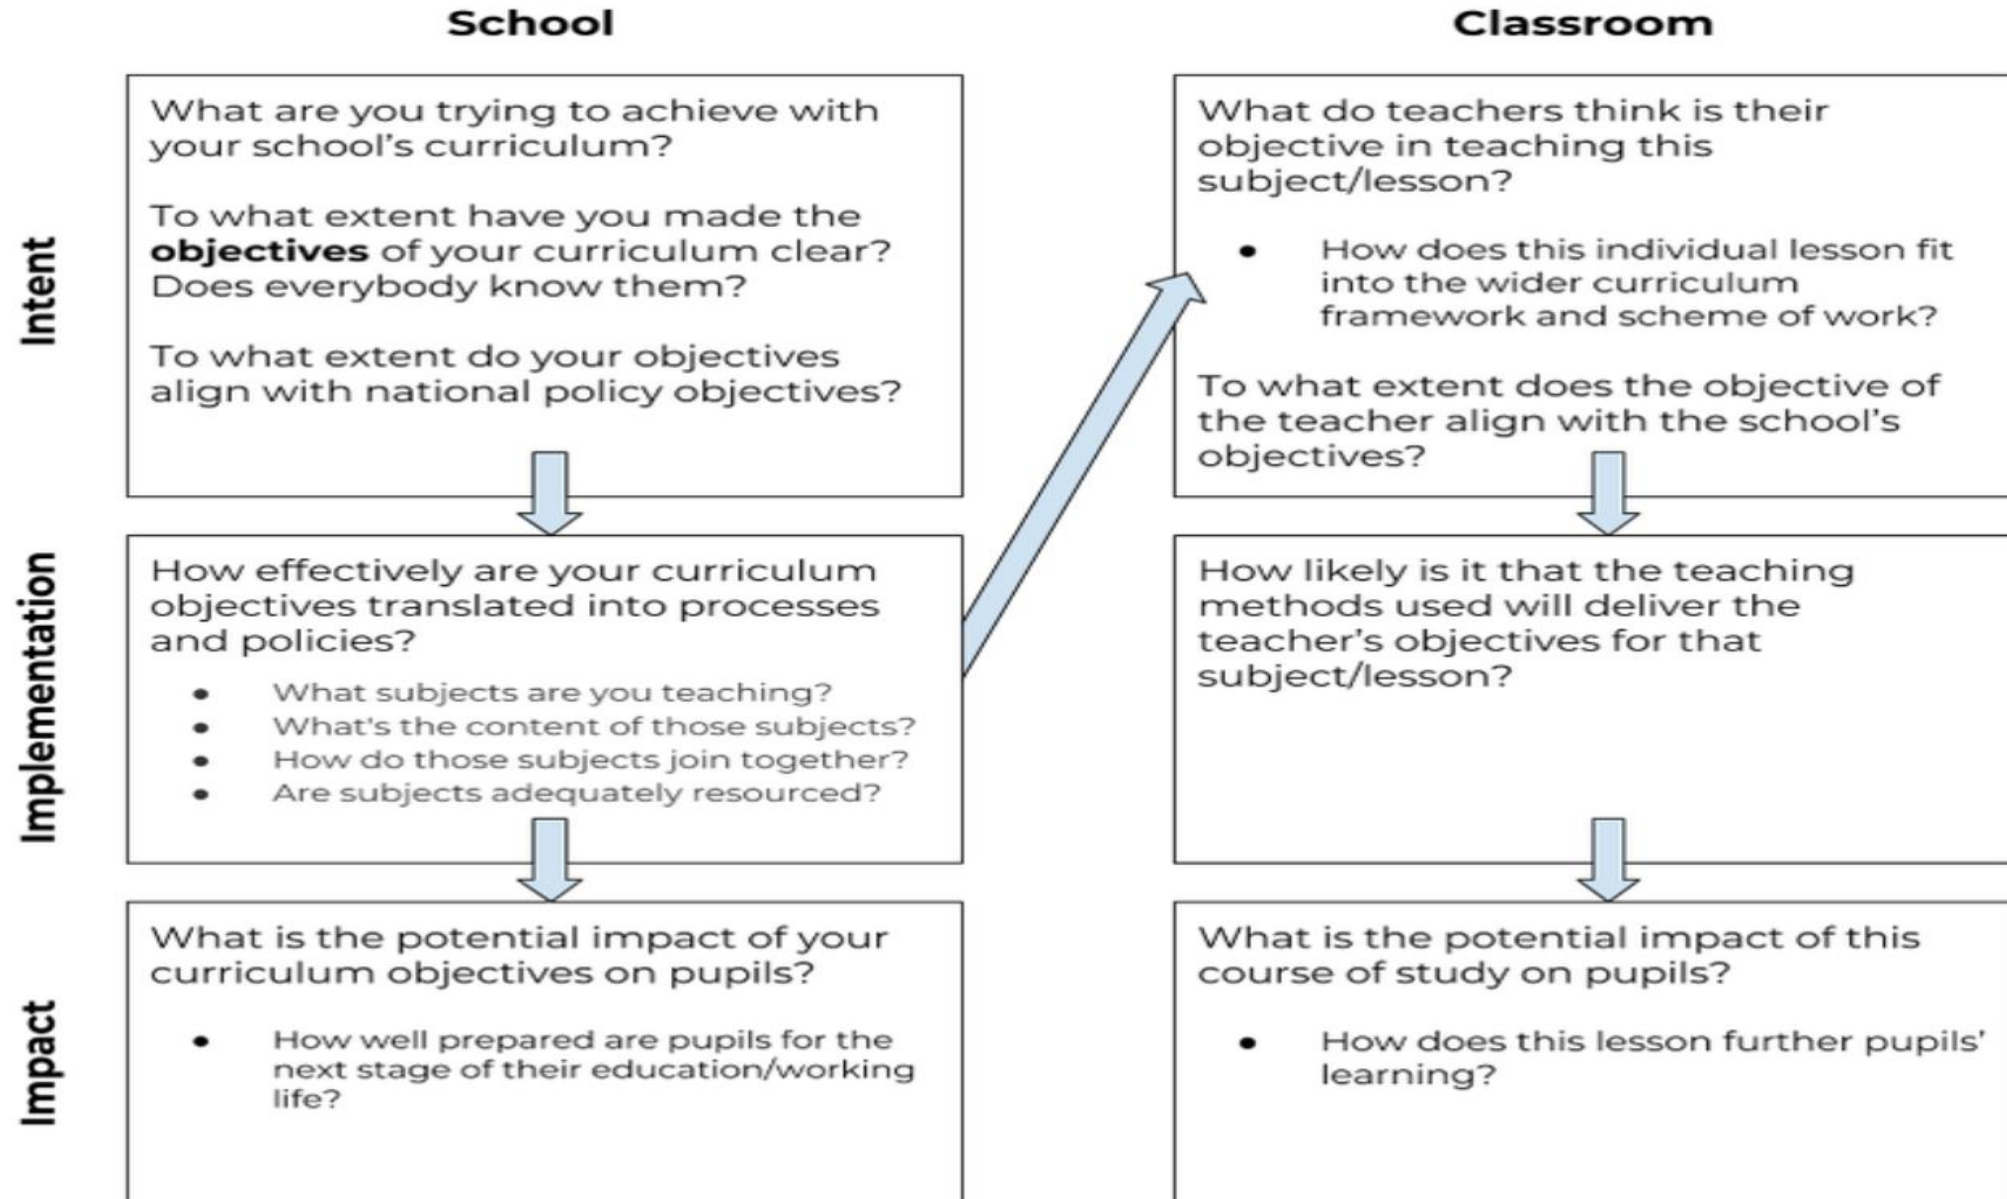 School
Classroom
Intent
What are you trying to achieve with
your school's curriculum?
To what extent have you made the
objectives of your curriculum clear?
Does everybody know them?
To what extent do your objectives
align with national policy objectives?
What do teachers think is their
objective in teaching this
subject/lesson?
● How does this individual lesson fit
into the wider curriculum
framework and scheme of work?
To what extent does the objective of
the teacher align with the school's
objectives?
Implementation
How effectively are your curriculum
objectives translated into processes
and policies?
● What subjects are you teaching?
● What's the content of those subjects?
● How do those subjects join together?
● Are subjects adequately resourced?
How likely is it that the teaching
methods used will deliver the
teacher's objectives for that
subject/lesson?
Impact
What is the potential impact of your
curriculum objectives on pupils?
● How well prepared are pupils for the
next stage of their education/working
life?
What is the potential impact of this
course of study on pupils?
● How does this lesson further pupils'
learning?